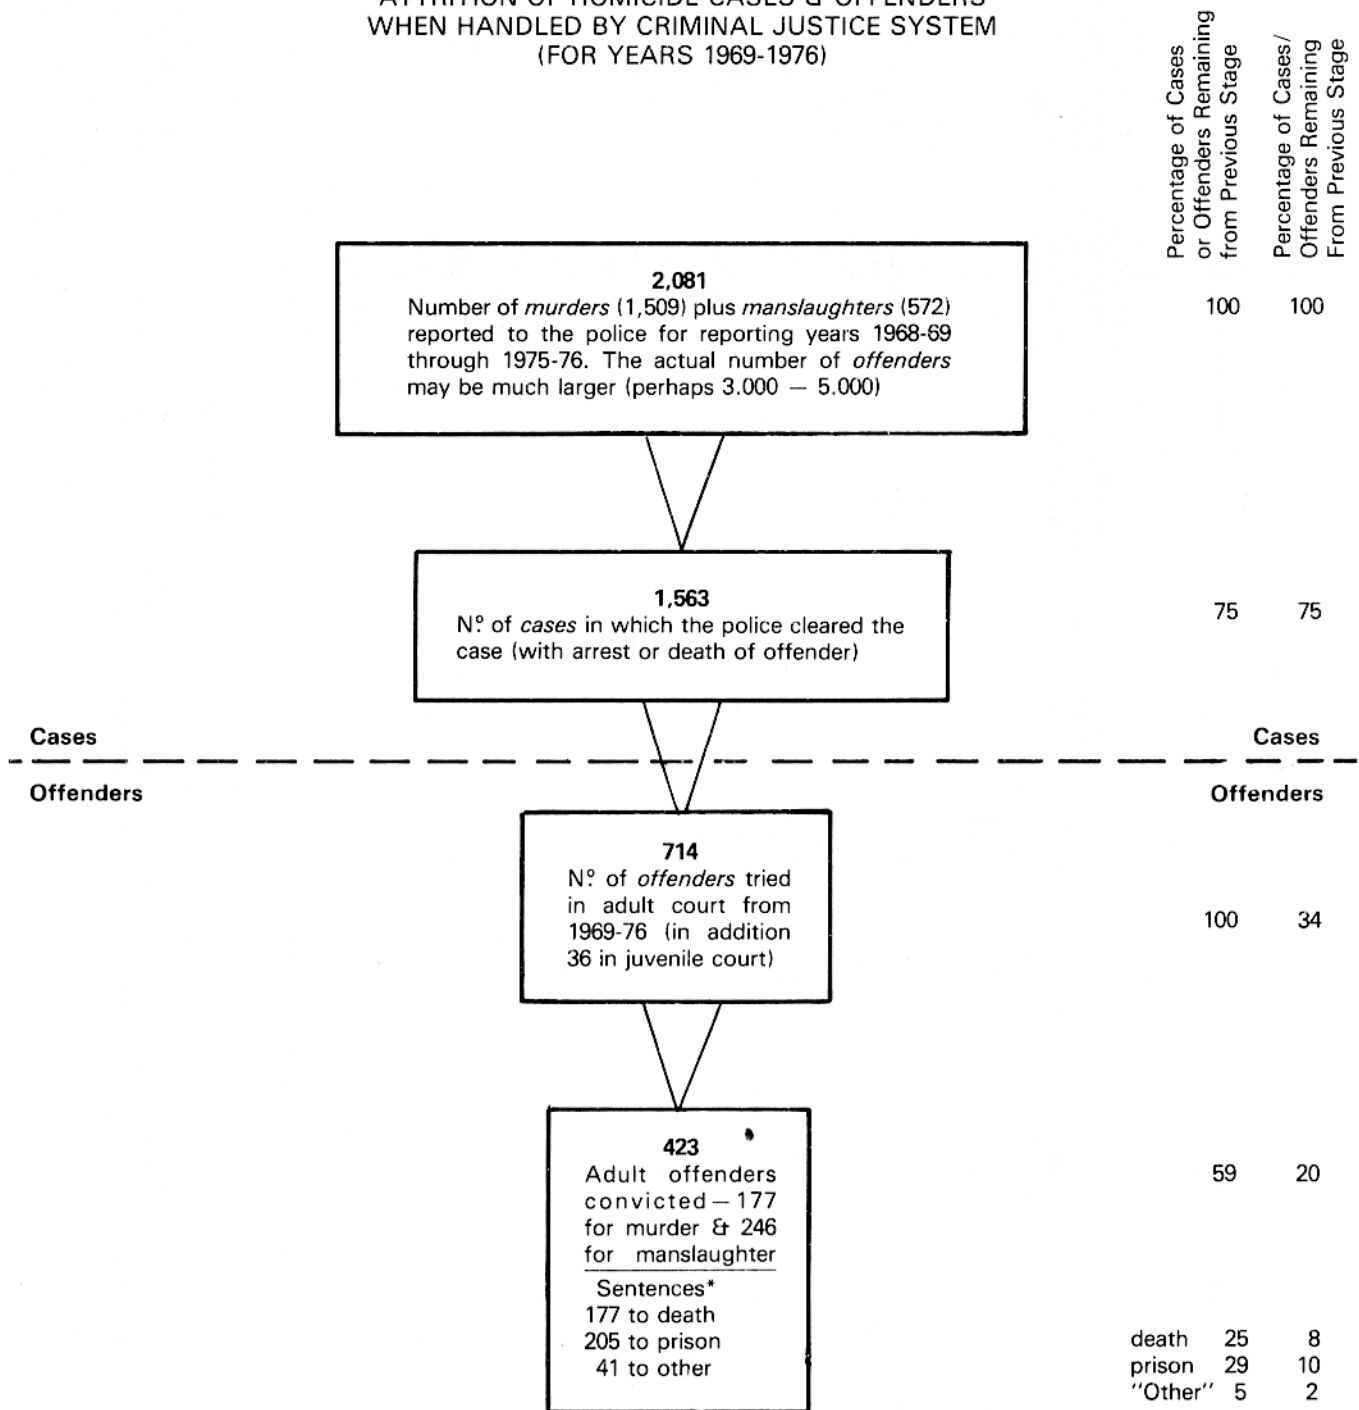 ATTRITION OF HOMICIDE CASES & OFFENDERS
WHEN HANDLED BY CRIMINAL JUSTICE SYSTEM
(FOR YEARS 1969-1976)
Percentage of Cases
or Offenders Remaining
from Previous Stage
Percentage of Cases/
Offenders Remaining
From Previous Stage
2,081
Number of murders (1,509) plus manslaughters (572)
reported to the police for reporting years 1968-69
through 1975-76. The actual number of offenders
may be much larger (perhaps 3.000 — 5.000)
100 100
1,563
Nº of cases in which the police cleared the
case (with arrest or death of offender)
75 75
Cases Cases
Offenders Offenders
714
Nº of offenders tried
in adult court from
1969-76 (in addition
36 in juvenile court)
100 34
423
Adult offenders
convicted — 177
for murder & 246
for manslaughter
59 20
Sentences*
177 to death
205 to prison
41 to other
death 25 8
prison 29 10
"Other" 5 2